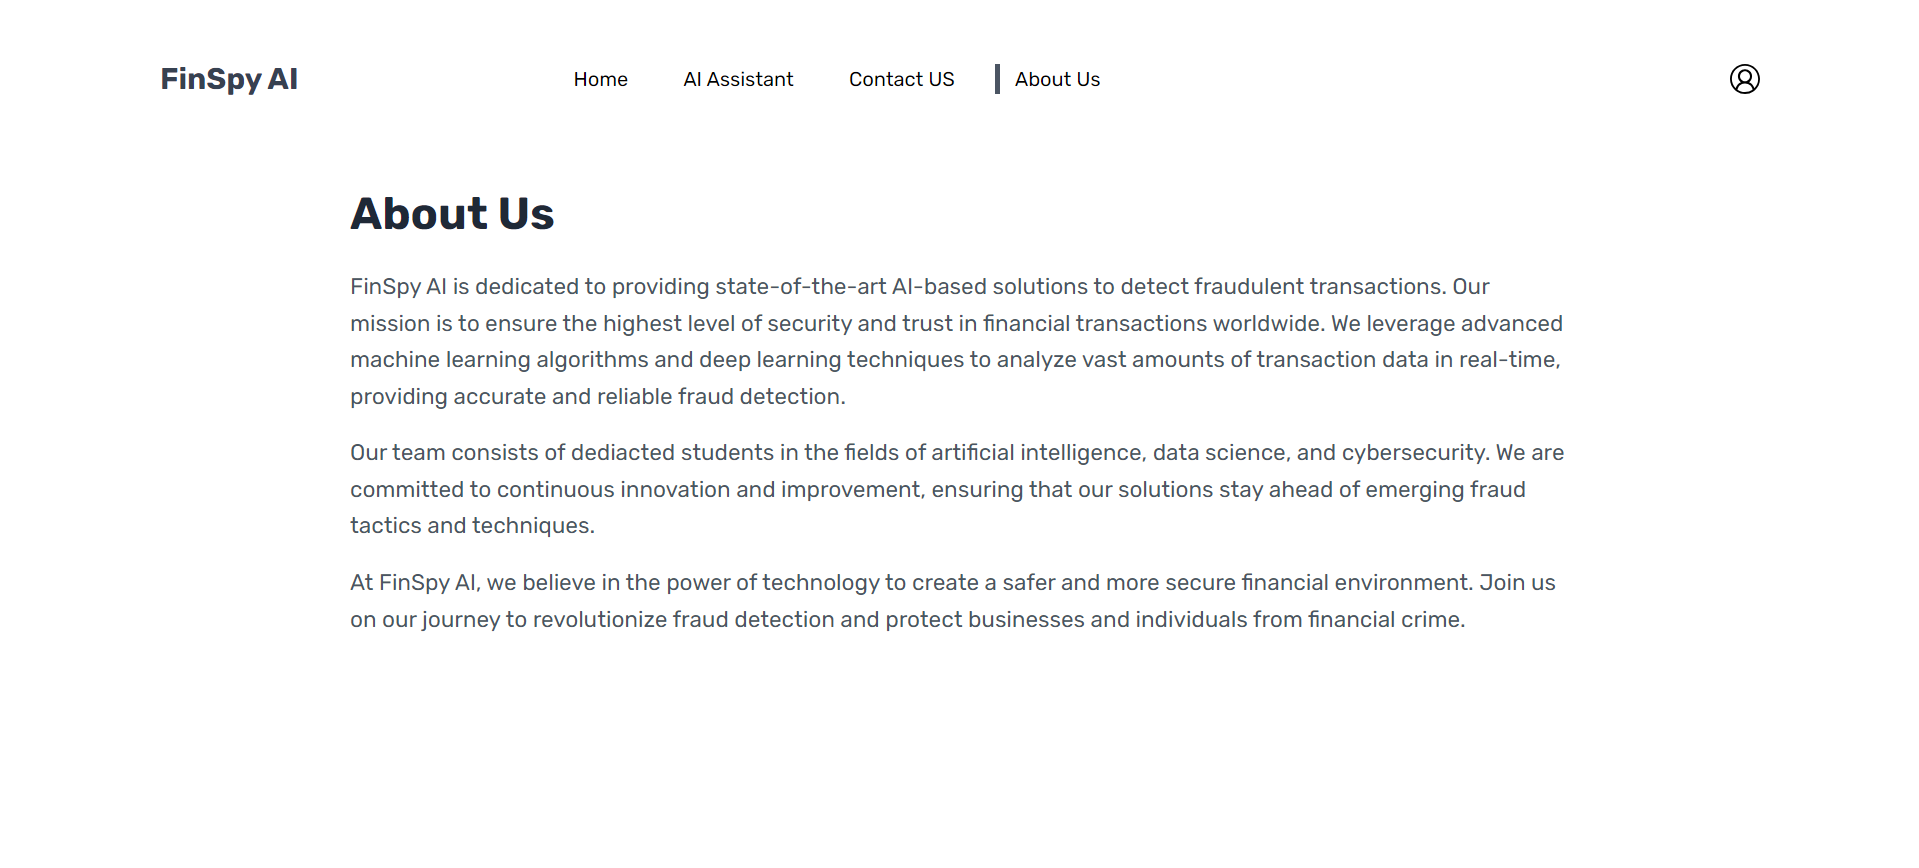 FinSpy AI
Home
AI Assistant
Contact US
About Us
About Us
FinSpy AI is dedicated to providing state-of-the-art AI-based solutions to detect fraudulent transactions. Our
mission is to ensure the highest level of security and trust in financial transactions worldwide. We leverage advanced
machine learning algorithms and deep learning techniques to analyze vast amounts of transaction data in real-time,
providing accurate and reliable fraud detection.
Our team consists of dediacted students in the fields of artificial intelligence, data science, and cybersecurity. We are
committed to continuous innovation and improvement, ensuring that our solutions stay ahead of emerging fraud
tactics and techniques.
At FinSpy AI, we believe in the power of technology to create a safer and more secure financial environment. Join us
on our journey to revolutionize fraud detection and protect businesses and individuals from financial crime.